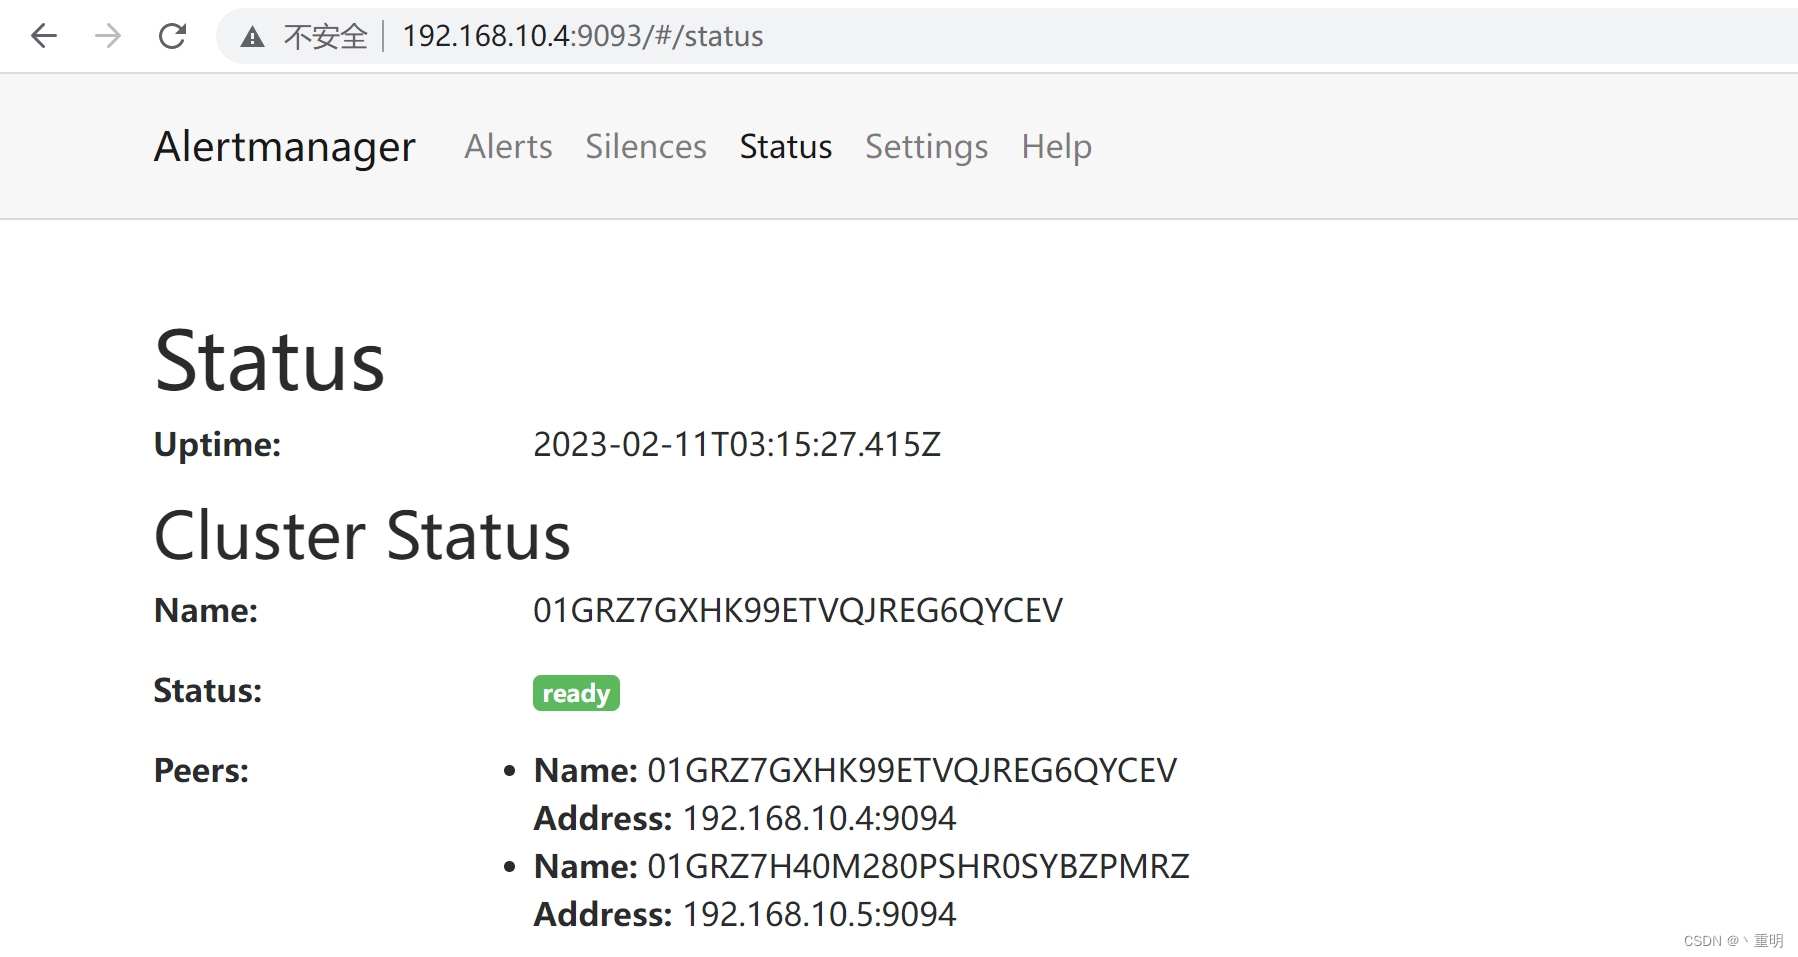 不安全 192.168.10.4:9093/#/status
Alertmanager Alerts Silences Status Settings Help
Status
Uptime: 2023-02-11T03:15:27.415Z
Cluster Status
Name: 01GRZ7GXHK99ETVQJREG6QYCEV
Status: ready
Peers: • Name: 01GRZ7GXHK99ETVQJREG6QYCEV
Address: 192.168.10.4:9094
• Name: 01GRZ7H40M280PSHR0SYBZPMRZ
Address: 192.168.10.5:9094
CSDN @丶重明